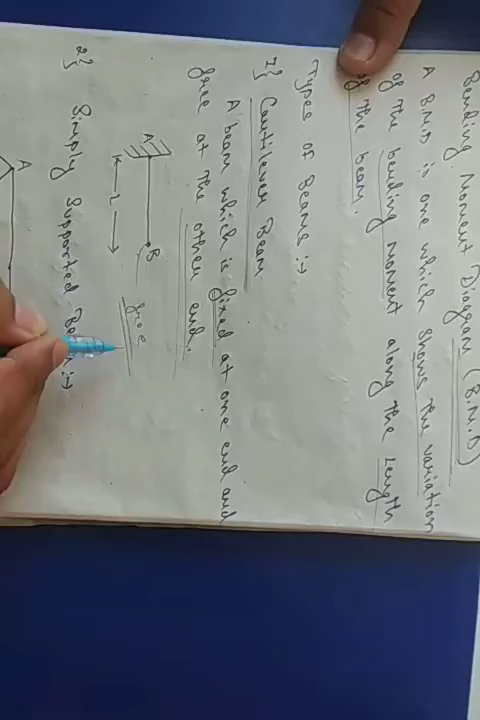 Bending Moment Diagram (B.M.D)
A B.M.D is one which shows the variation
of the bending moment along the length
of the beam.
Types of Beams :→
1} Cantilever Beam
A beam which is fixed at one end and
free at the other end.
A B free
L
2} Simply Supported :→
A